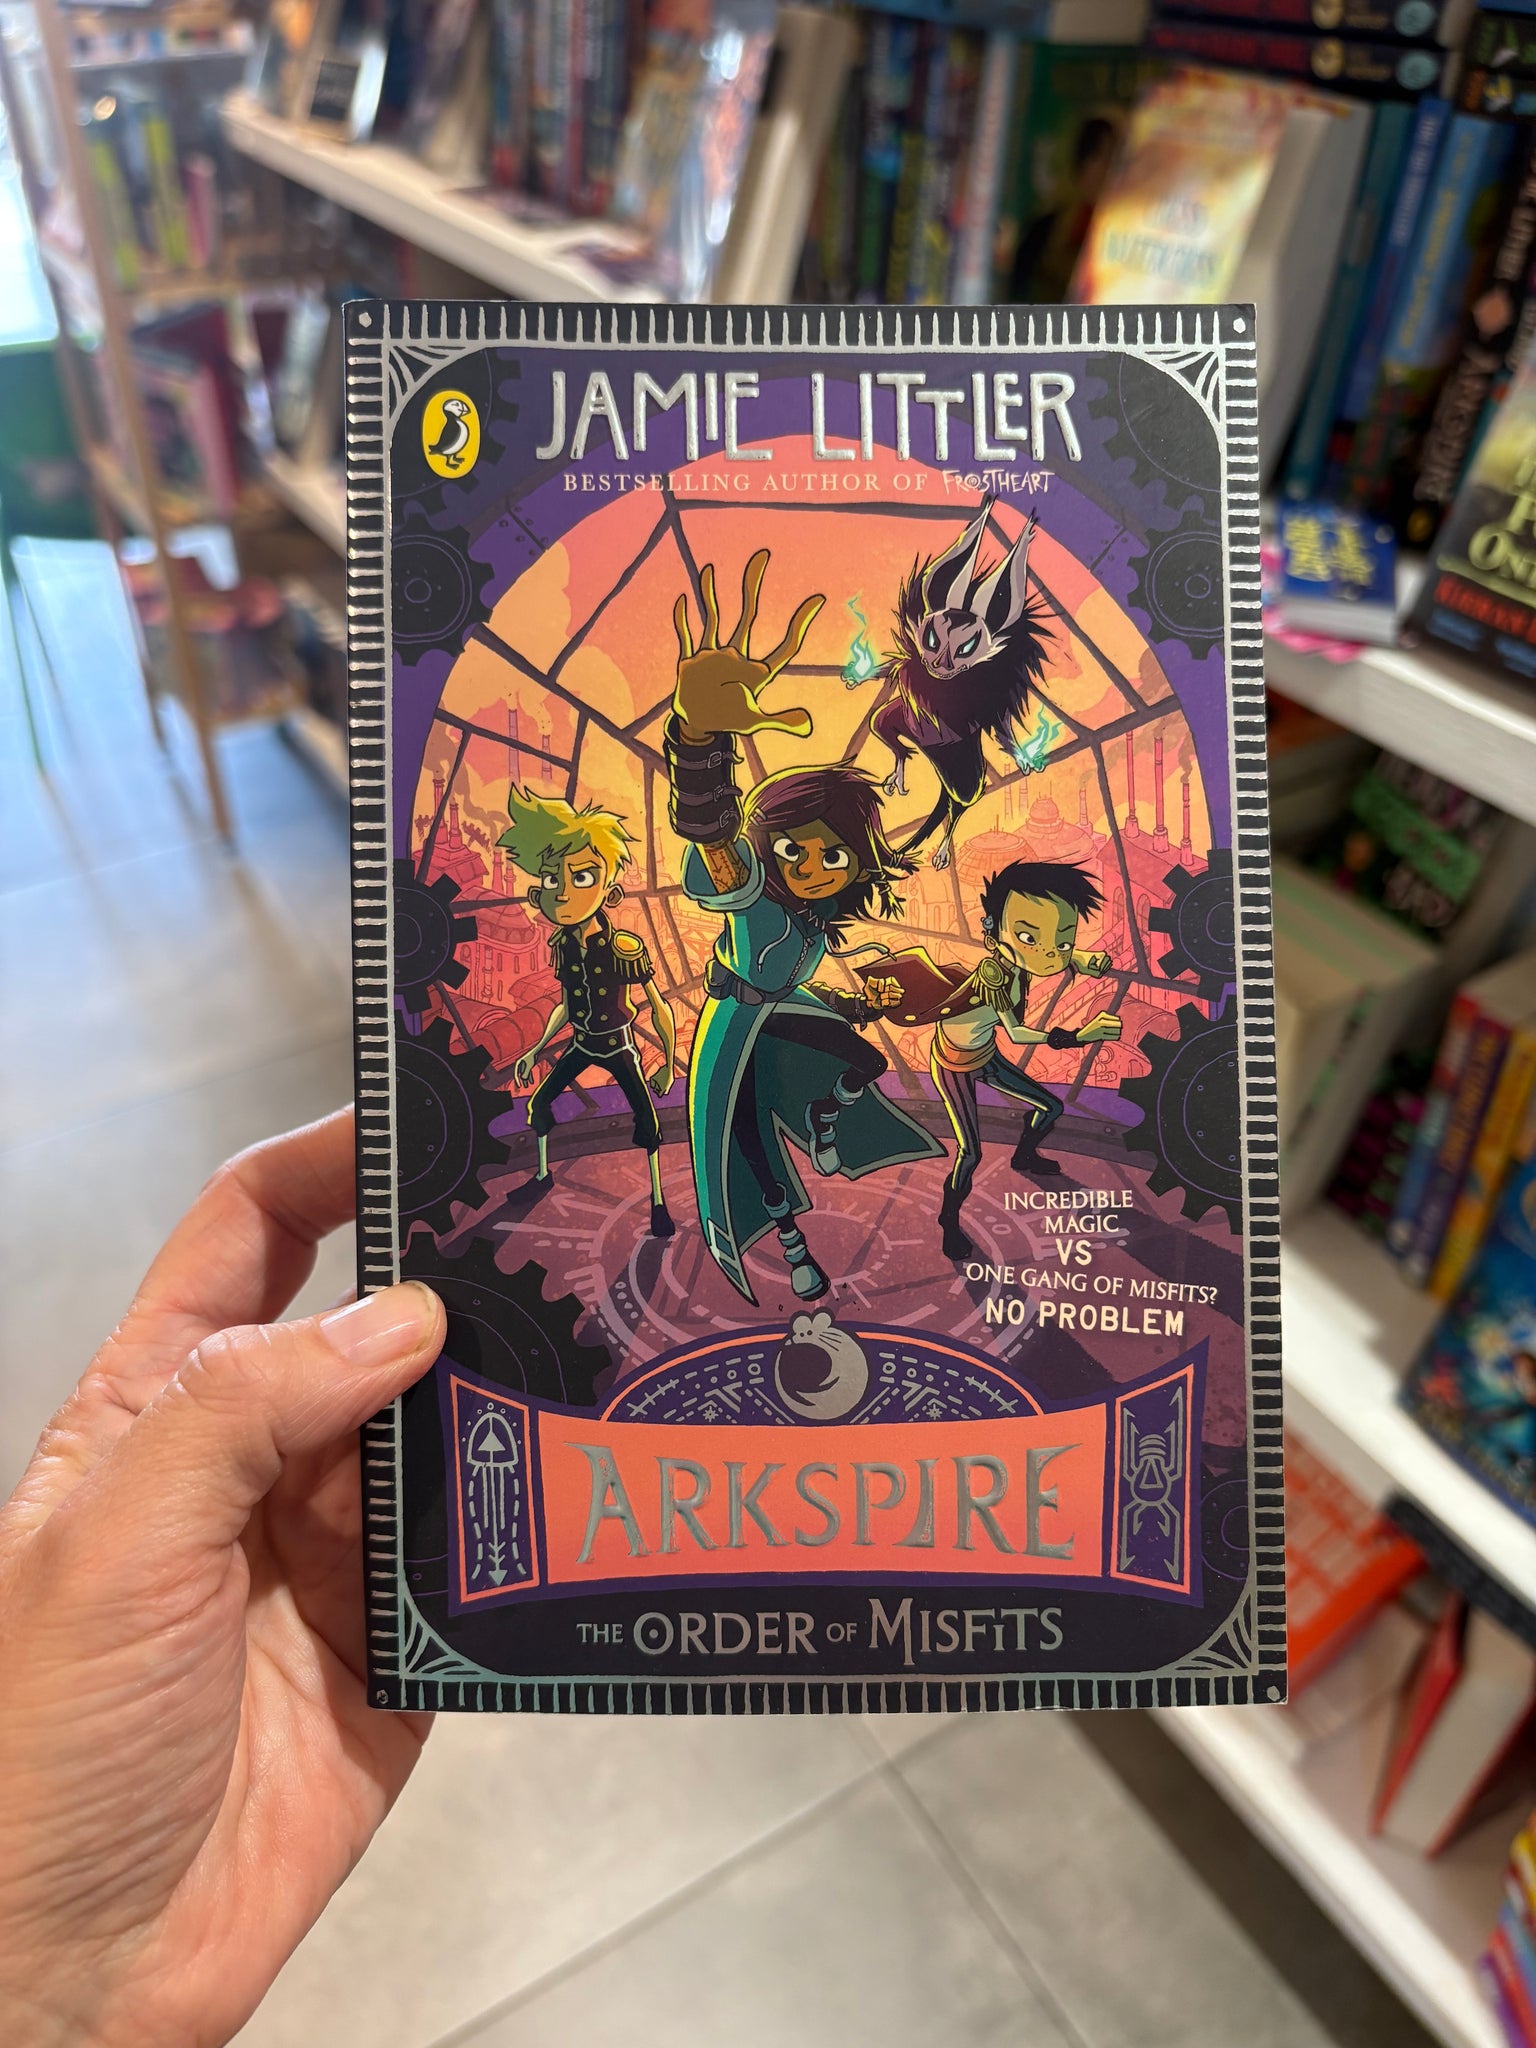 JAMIE LITTLER
BESTSELLING AUTHOR OF FROSTHEART
INCREDIBLE
MAGIC
VS
ONE GANG OF MISFITS?
NO PROBLEM
ARKSPIRE
THE ORDER OF MISFITS